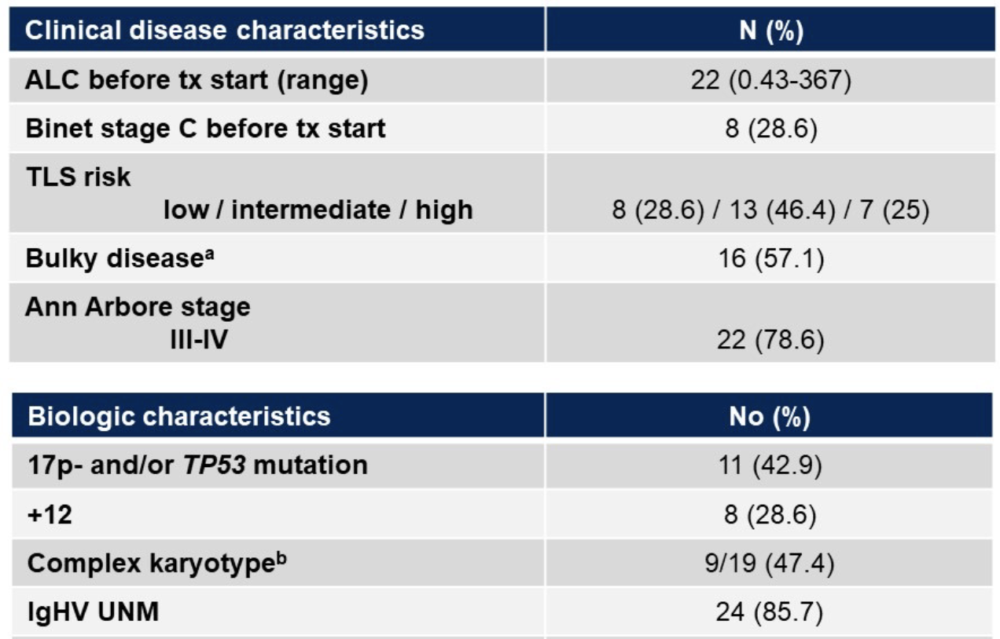 Clinical disease characteristics N (%)
ALC before tx start (range) 22 (0.43-367)
Binet stage C before tx start 8 (28.6)
TLS risk
low / intermediate / high 8 (28.6) / 13 (46.4) / 7 (25)
Bulky diseaseᵃ 16 (57.1)
Ann Arbore stage
III-IV 22 (78.6)
Biologic characteristics No (%)
17p- and/or TP53 mutation 11 (42.9)
+12 8 (28.6)
Complex karyotypeᵇ 9/19 (47.4)
IgHV UNM 24 (85.7)